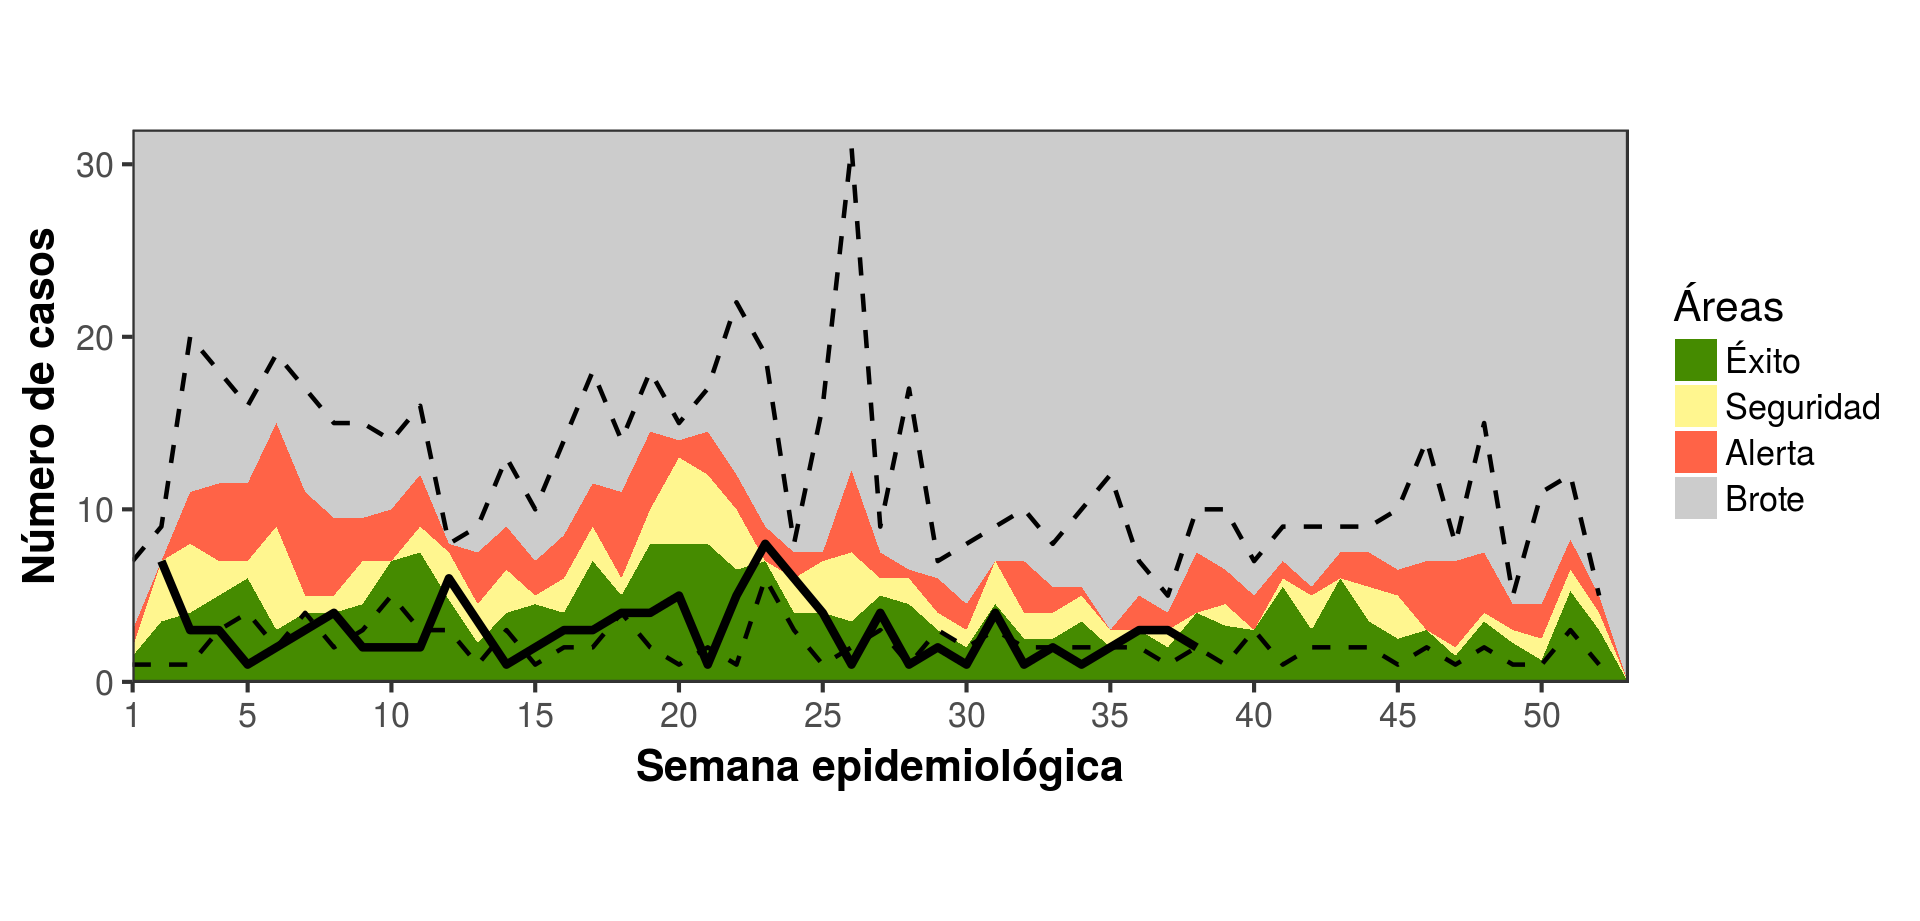 Número de casos
30
20
10
0
1 5 10 15 20 25 30 35 40 45 50
Semana epidemiológica
Áreas
Éxito
Seguridad
Alerta
Brote